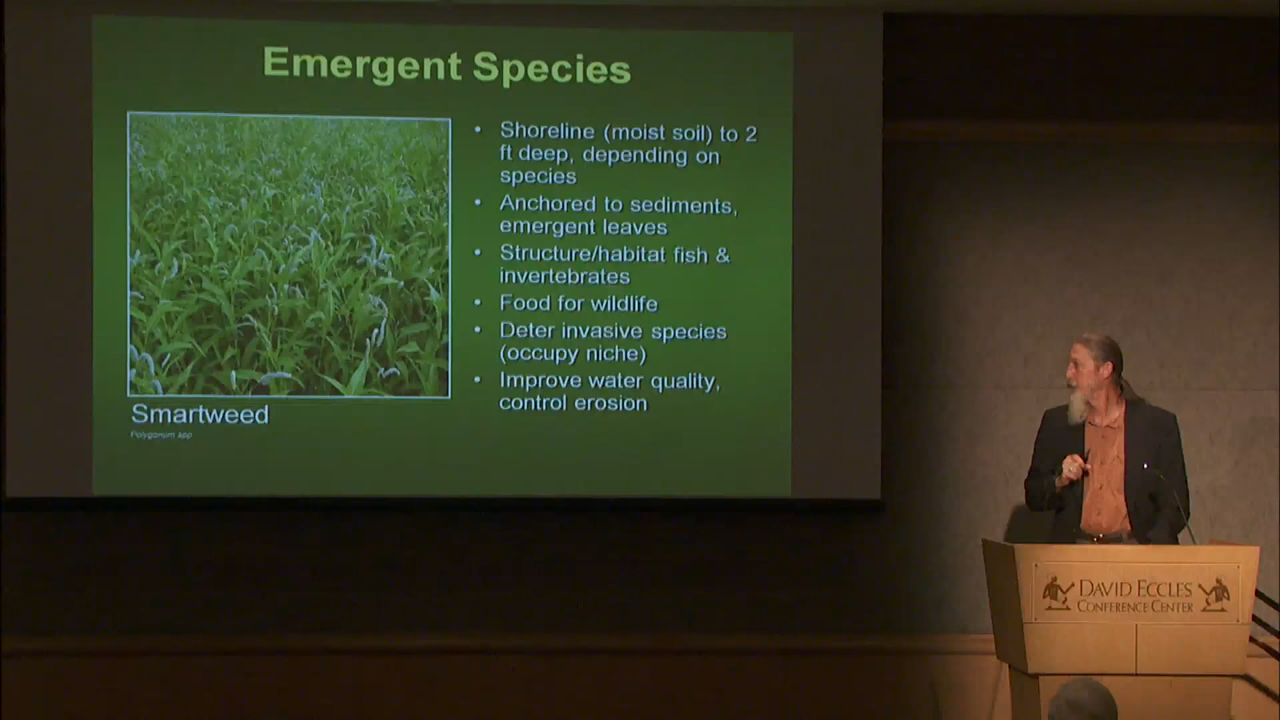 Emergent Species
• Shoreline (moist soil) to 2
ft deep, depending on
species
• Anchored to sediments,
emergent leaves
• Structure/habitat fish &
invertebrates
• Food for wildlife
• Deter invasive species
(occupy niche)
• Improve water quality,
control erosion
Smartweed
Polygonum spp
DAVID ECCLES
CONFERENCE CENTER